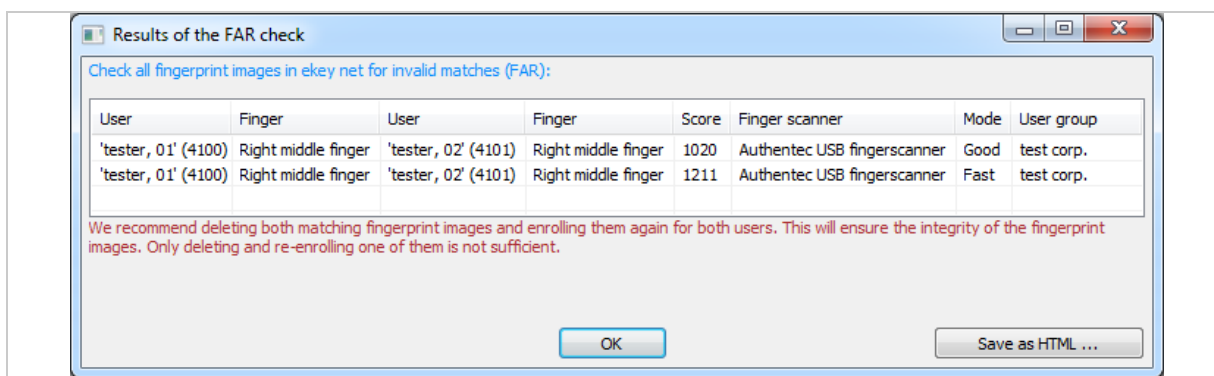 Results of the FAR check
Check all fingerprint images in ekey net for invalid matches (FAR):
User Finger User Finger Score Finger scanner Mode User group
'tester, 01' (4100) Right middle finger 'tester, 02' (4101) Right middle finger 1020 Authentec USB fingerscanner Good test corp.
'tester, 01' (4100) Right middle finger 'tester, 02' (4101) Right middle finger 1211 Authentec USB fingerscanner Fast test corp.
We recommend deleting both matching fingerprint images and enrolling them again for both users. This will ensure the integrity of the fingerprint
images. Only deleting and re-enrolling one of them is not sufficient.
OK Save as HTML ...